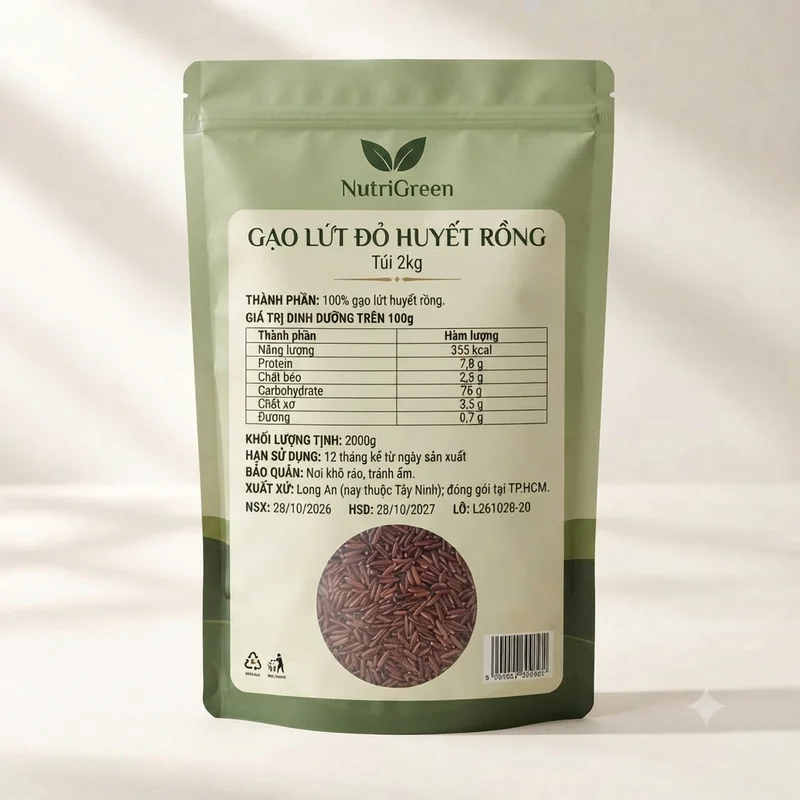 NutriGreen
GẠO LỨT ĐỎ HUYẾT RỒNG
Túi 2kg
THÀNH PHẦN: 100% gạo lứt huyết rồng.
GIÁ TRỊ DINH DƯỠNG TRÊN 100g
Thành phần Hàm lượng
Năng lượng 355 kcal
Protein 7,8 g
Chất béo 2,5 g
Carbohydrate 76 g
Chất xơ 3,5 g
Đương 0,7 g
KHỐI LƯỢNG TỊNH: 2000g
HẠN SỬ DỤNG: 12 tháng kể từ ngày sản xuất
BẢO QUẢN: Nơi khô ráo, tránh ẩm.
XUẤT XỨ: Long An (nay thuộc Tây Ninh); đóng gói tại TP.HCM.
NSX: 28/10/2026 HSD: 28/10/2027 LÔ: L261028-20